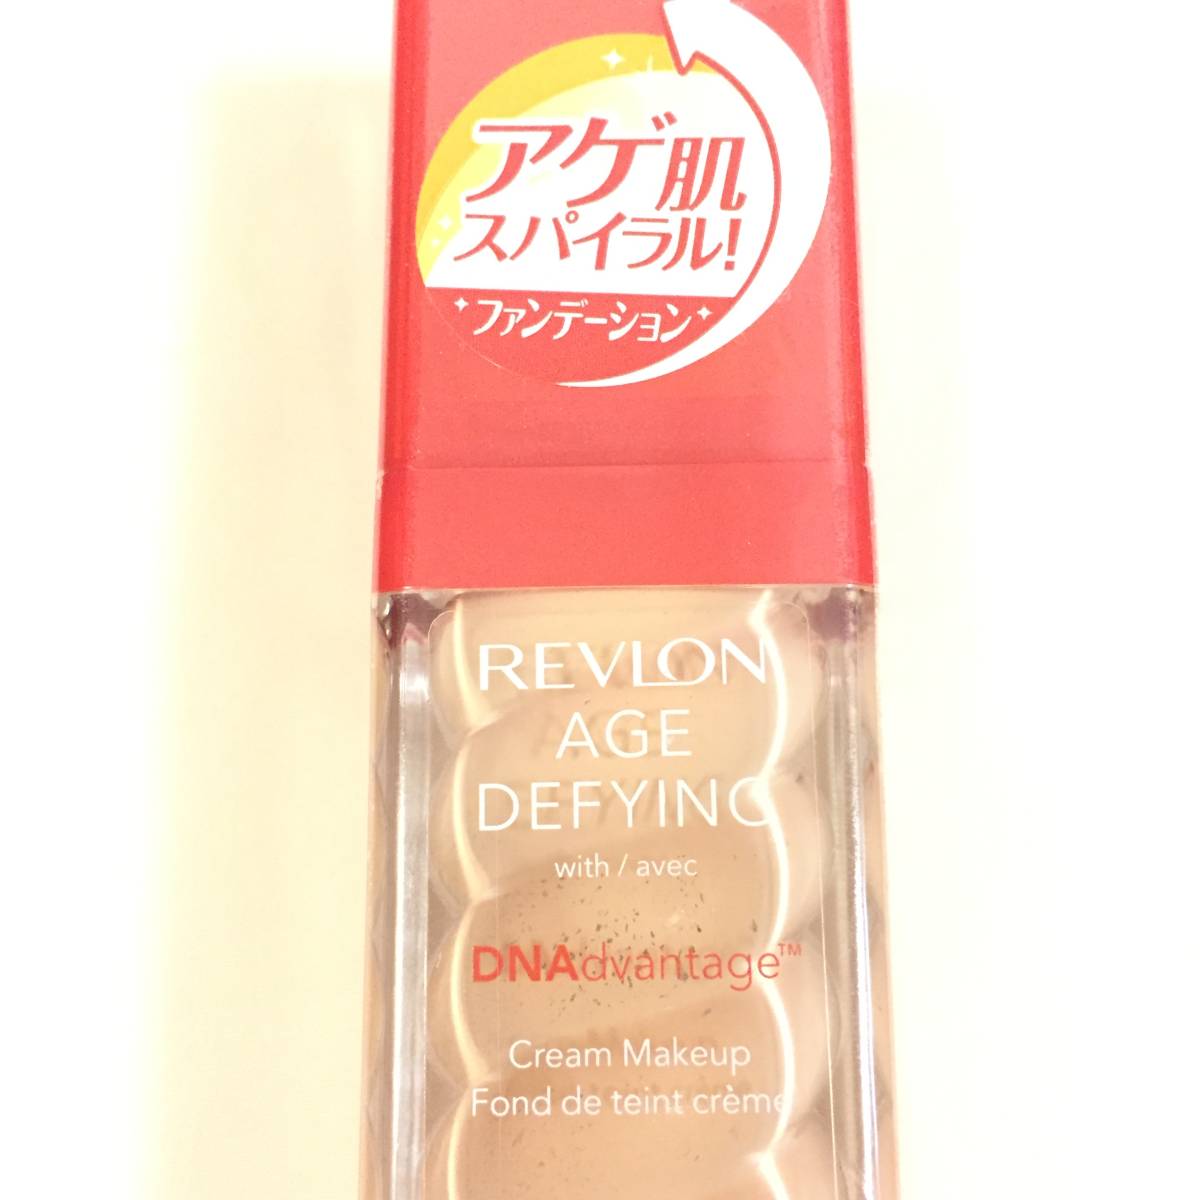 アゲ肌
スパイラル!
ファンデーション
REVLON
AGE
DEFYING
with / avec
DNAdvantage™
Cream Makeup
Fond de teint crème